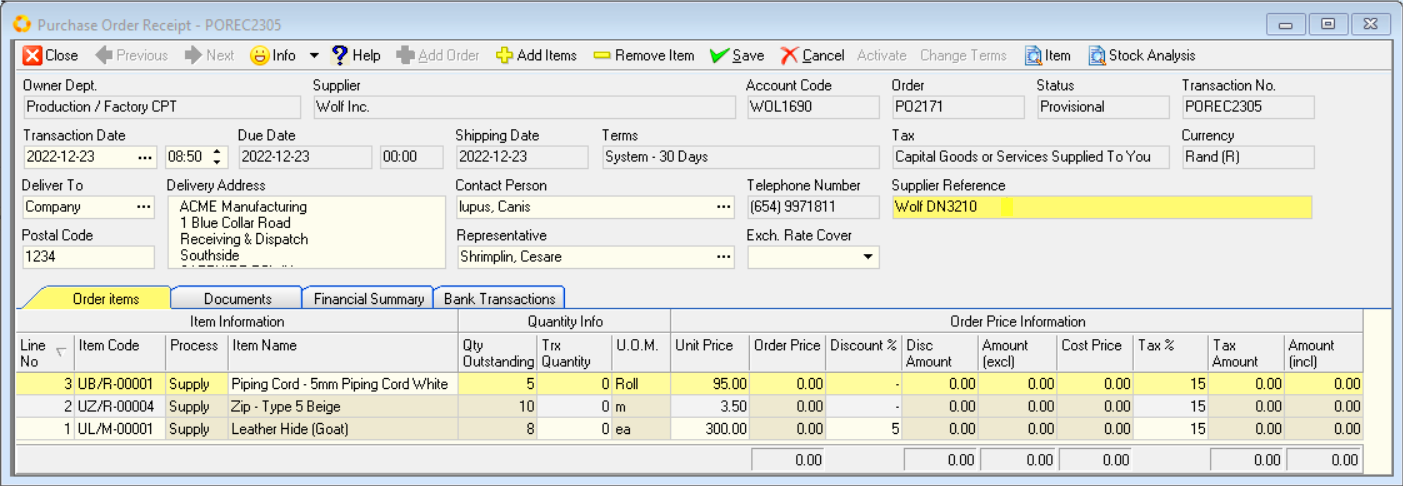 Purchase Order Receipt - POREC2305
Close Previous Next Info Help Add Order Add Items Remove Item Save Cancel Activate Change Terms Item Stock Analysis
Owner Dept. Supplier Account Code Order Status Transaction No.
Production / Factory CPT Wolf Inc. WOL1690 PO2171 Provisional POREC2305
Transaction Date Due Date Shipping Date Terms Tax Currency
2022-12-23 ... 08:50 2022-12-23 00:00 2022-12-23 System - 30 Days Capital Goods or Services Supplied To You Rand (R)
Deliver To Delivery Address Contact Person Telephone Number Supplier Reference
Company ... ACME Manufacturing lupus, Canis ... (654) 9971811 Wolf DN3210
1 Blue Collar Road
Postal Code Receiving & Dispatch Representative Exch. Rate Cover
1234 Southside Shrimplin, Cesare ...
Order items Documents Financial Summary Bank Transactions
Item Information Quantity Info Order Price Information
Line No Item Code Process Item Name Qty Outstanding Trx Quantity U.O.M. Unit Price Order Price Discount % Disc Amount Amount (excl) Cost Price Tax % Tax Amount Amount (incl)
3 UB/R-00001 Supply Piping Cord - 5mm Piping Cord White 5 0 Roll 95.00 0.00 - 0.00 0.00 0.00 15 0.00 0.00
2 UZ/R-00004 Supply Zip - Type 5 Beige 10 0 m 3.50 0.00 - 0.00 0.00 0.00 15 0.00 0.00
1 UL/M-00001 Supply Leather Hide (Goat) 8 0 ea 300.00 0.00 5 0.00 0.00 0.00 15 0.00 0.00
0.00 0.00 0.00 0.00 0.00 0.00